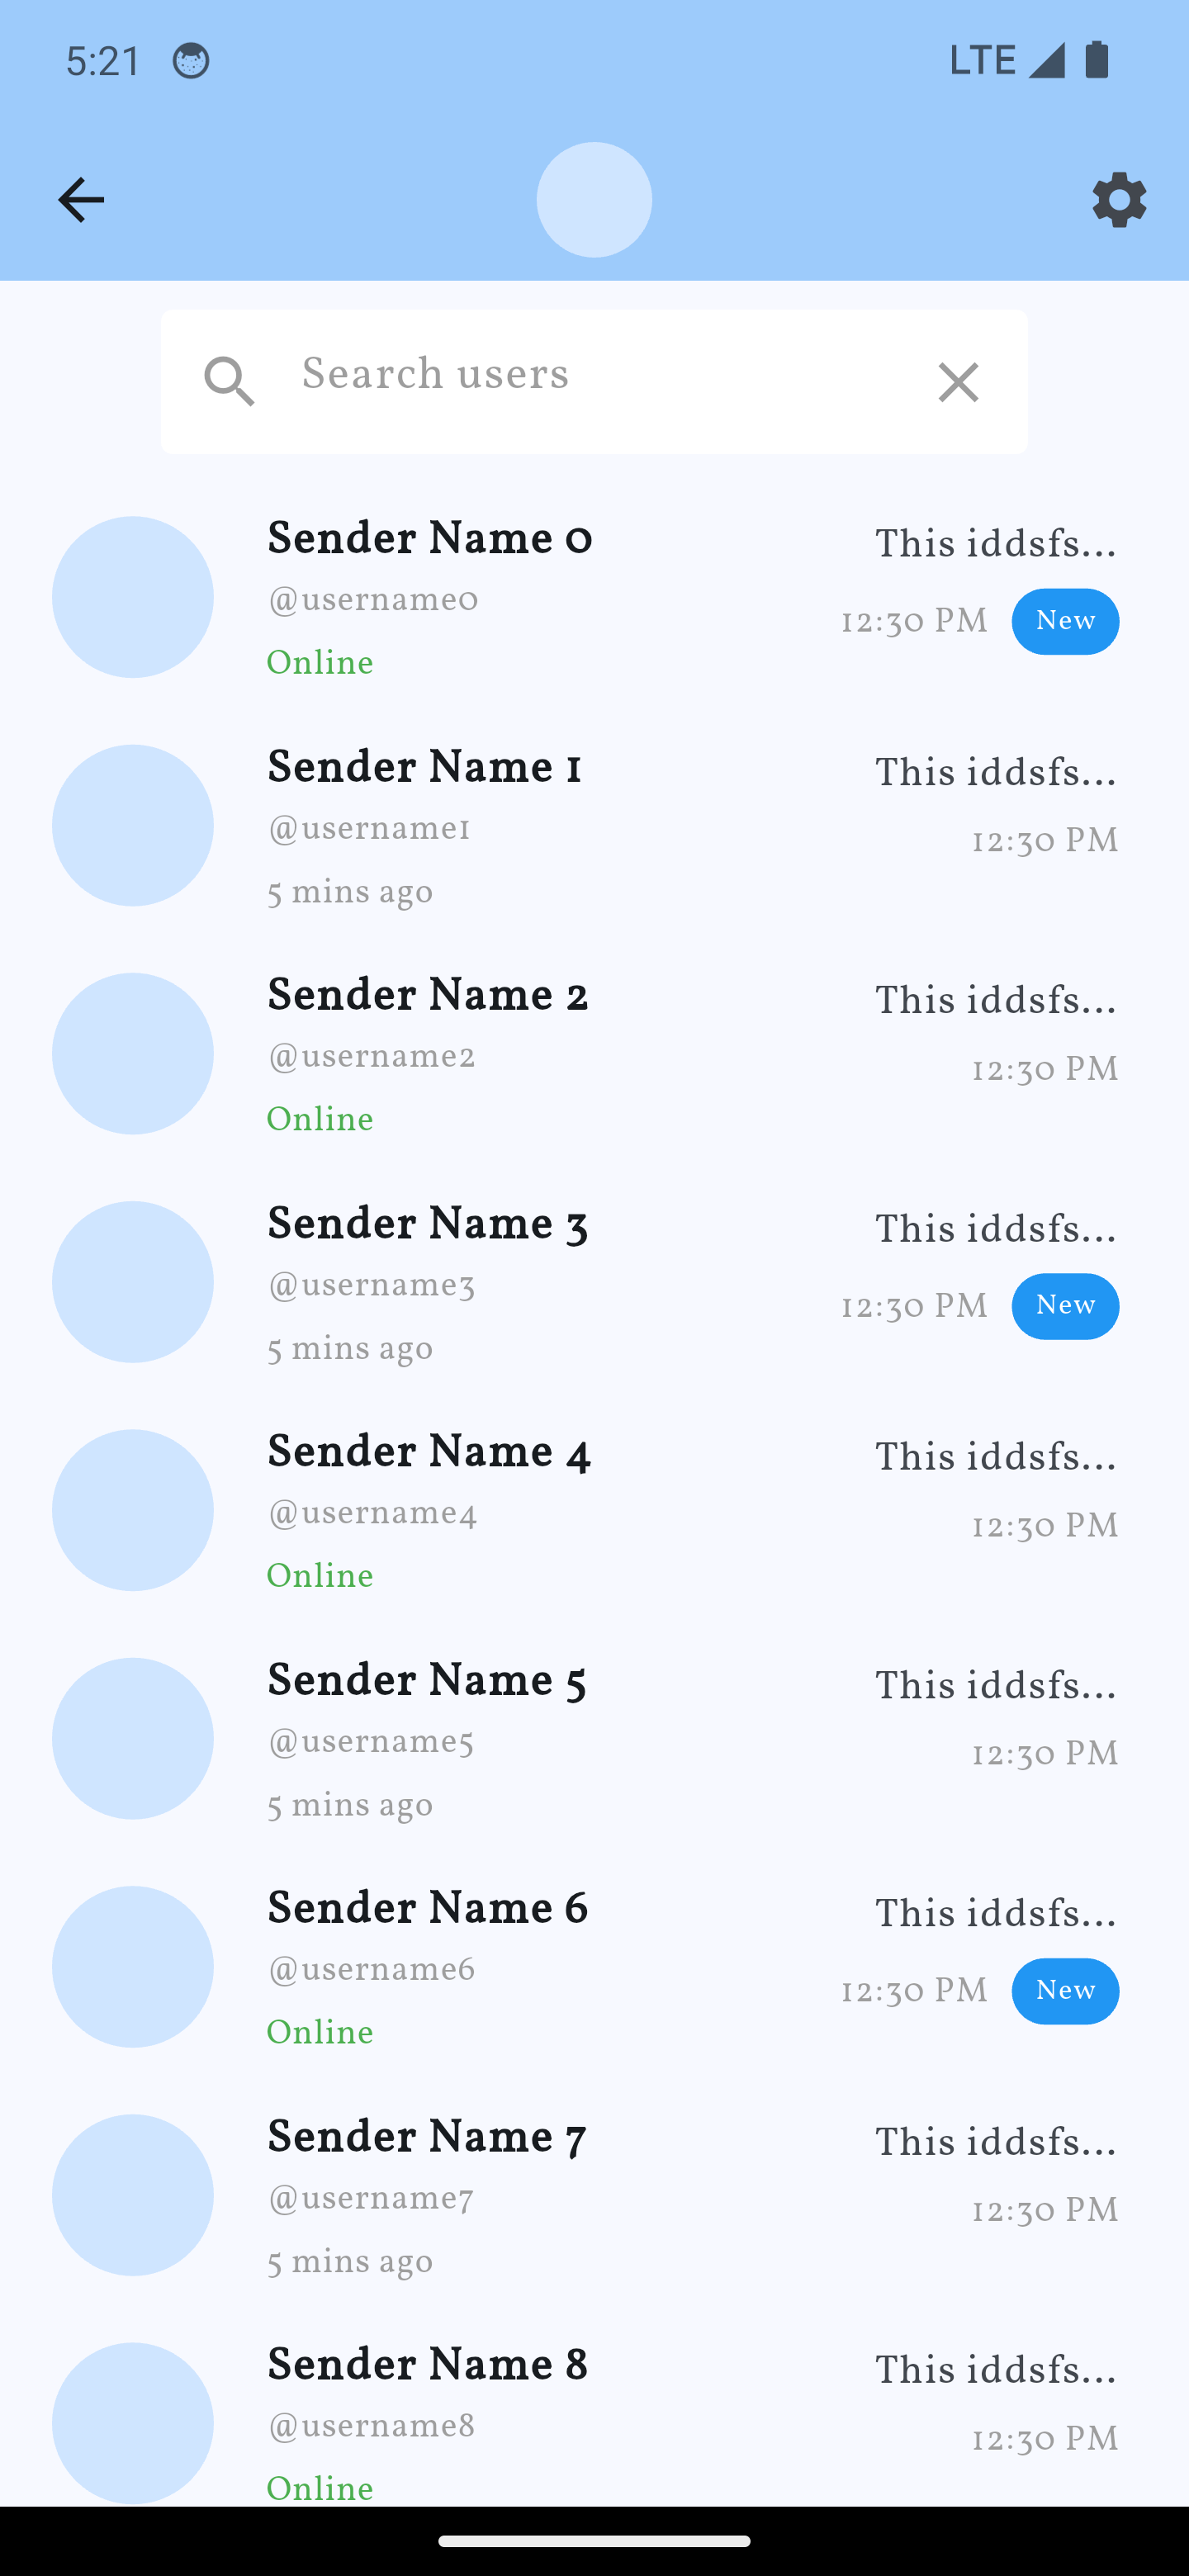 5:21 LTE
Search users
Sender Name 0
@username0
Online
This iddsfs...
12:30 PM New
Sender Name 1
@username1
5 mins ago
This iddsfs...
12:30 PM
Sender Name 2
@username2
Online
This iddsfs...
12:30 PM
Sender Name 3
@username3
5 mins ago
This iddsfs...
12:30 PM New
Sender Name 4
@username4
Online
This iddsfs...
12:30 PM
Sender Name 5
@username5
5 mins ago
This iddsfs...
12:30 PM
Sender Name 6
@username6
Online
This iddsfs...
12:30 PM New
Sender Name 7
@username7
5 mins ago
This iddsfs...
12:30 PM
Sender Name 8
@username8
Online
This iddsfs...
12:30 PM